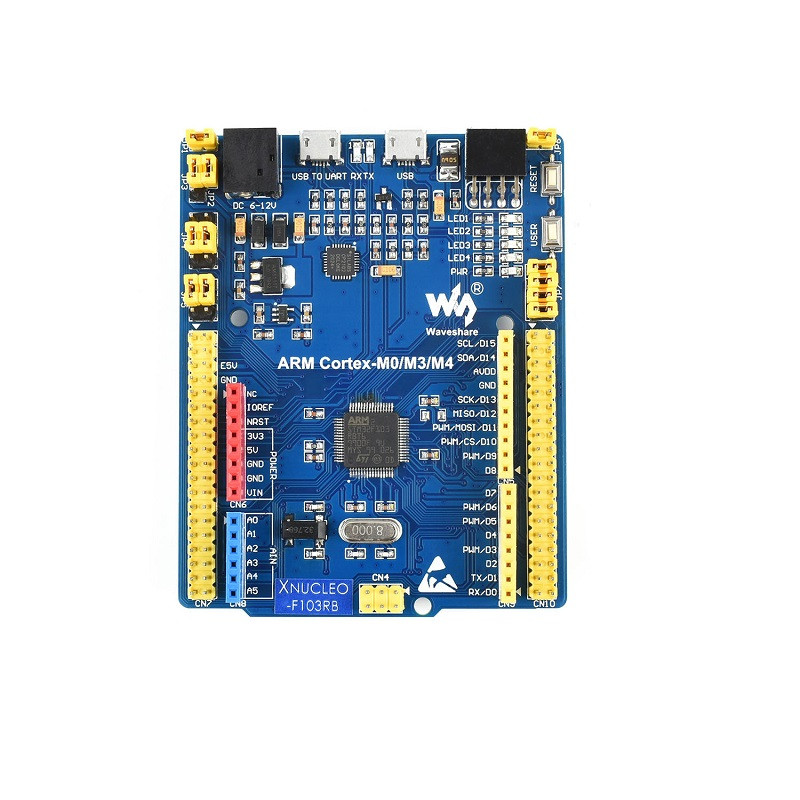 JP1
JP3
JP2
DC 6-12V
USB TO UART RXTX
USB
JP6
RESET
USER
LED1
LED2
LED3
LED4
PWR
JP7
®
Waveshare
ARM Cortex-M0/M3/M4
E5V
GND
NC
IOREF
NRST
3V3
5V
GND
GND
VIN
POWER
CN6
A0
A1
A2
A3
A4
A5
AIN
CN7
CN8
ARM
8.000
XNUCLEO
-F103RB
CN4
SCL/D15
SDA/D14
AVDD
GND
SCK/D13
MISO/D12
PWM/MOSI/D11
PWM/CS/D10
PWM/D9
D8
CN5
D7
PWM/D6
PWM/D5
D4
PWM/D3
D2
TX/D1
RX/D0
CN9
CN10